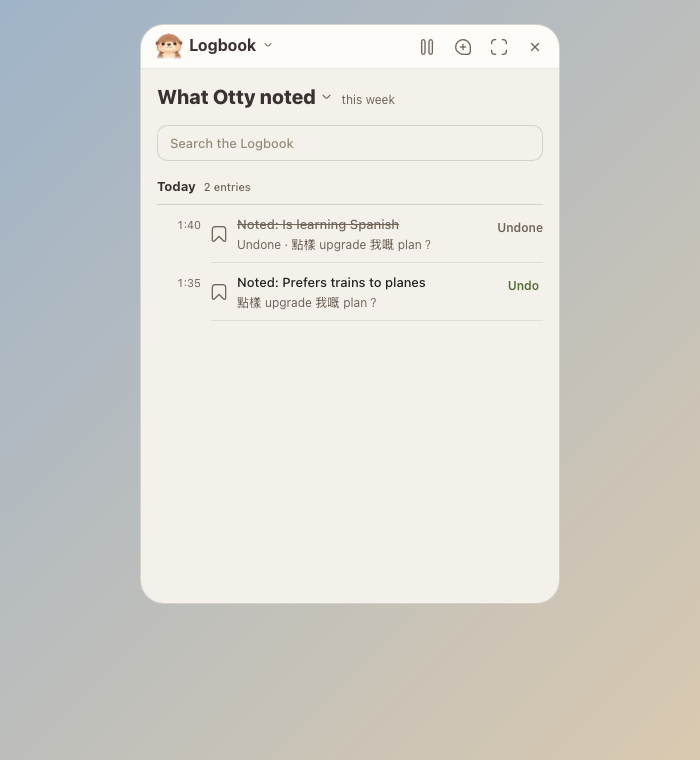 Logbook
What Otty noted this week
Search the Logbook
Today 2 entries
1:40 Noted: Is learning Spanish Undone
Undone · 點樣 upgrade 我嘅 plan ?
1:35 Noted: Prefers trains to planes Undo
點樣 upgrade 我嘅 plan ?